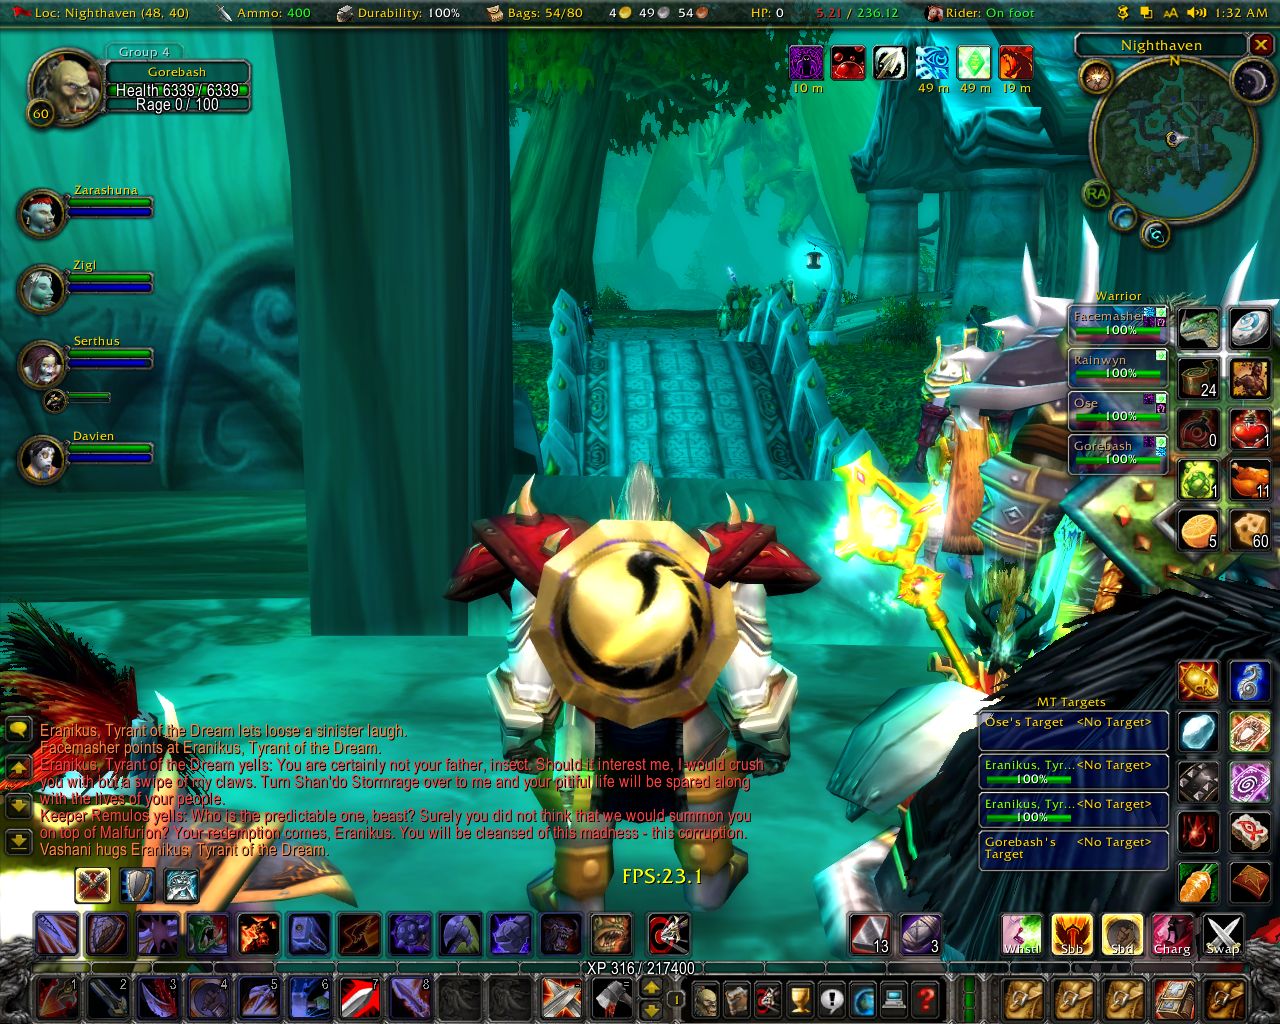 Loc: Nighthaven (48, 40) Ammo: 400 Durability: 100% Bags: 54/80 4 49 54 HP: 0 5.21 / 236.12 Rider: On foot AA 1:32 AM
Group 4
Gorebash
Health 6339 / 6339
Rage 0 / 100
60
10 m 49 m 49 m 19 m
Nighthaven
N
RA
Zarashuna
Zigl
Serthus
Davien
Warrior
Facemasher
100%
Rainwyn
100%
Ose
100%
Gorebash
100%
24
0 1
1 11
5 60
MT Targets
Ose's Target <No Target>
Eranikus, Tyr... <No Target>
100%
Eranikus, Tyr... <No Target>
100%
Gorebash's Target <No Target>
Eranikus, Tyrant of the Dream lets loose a sinister laugh.
Facemasher points at Eranikus, Tyrant of the Dream.
Eranikus, Tyrant of the Dream yells: You are certainly not your father, insect. Should it interest me, I would crush
you with but a swipe of my claws. Turn Shan'do Stormrage over to me and your pitiful life will be spared along
with the lives of your people.
Keeper Remulos yells: Who is the predictable one, beast? Surely you did not think that we would summon you
on top of Malfurion? Your redemption comes, Eranikus. You will be cleansed of this madness - this corruption.
Vashani hugs Eranikus, Tyrant of the Dream.
FPS:23.1
13 3 Whsd Sbb Sbd Charg Swap
XP 316 / 217400
1 2 3 4 5 6 7 8 - = 1